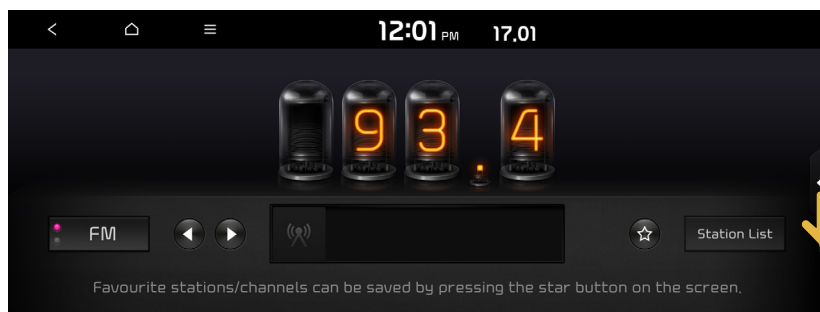 12:01 PM 17.01
93.4
FM Station List
Favourite stations/channels can be saved by pressing the star button on the screen.